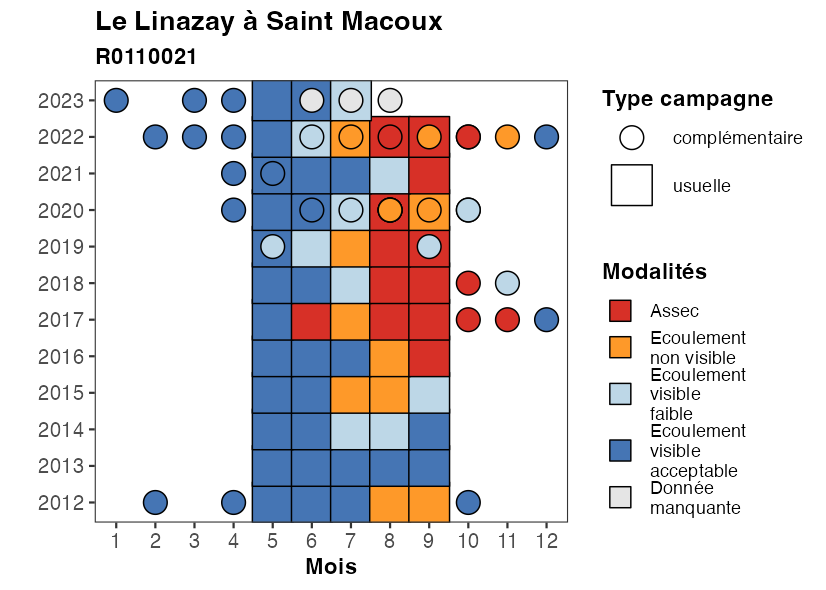 Le Linazay à Saint Macoux
R0110021
2023
2022
2021
2020
2019
2018
2017
2016
2015
2014
2013
2012
1 2 3 4 5 6 7 8 9 10 11 12
Mois
Type campagne
complémentaire
usuelle
Modalités
Assec
Ecoulement
non visible
Ecoulement
visible
faible
Ecoulement
visible
acceptable
Donnée
manquante